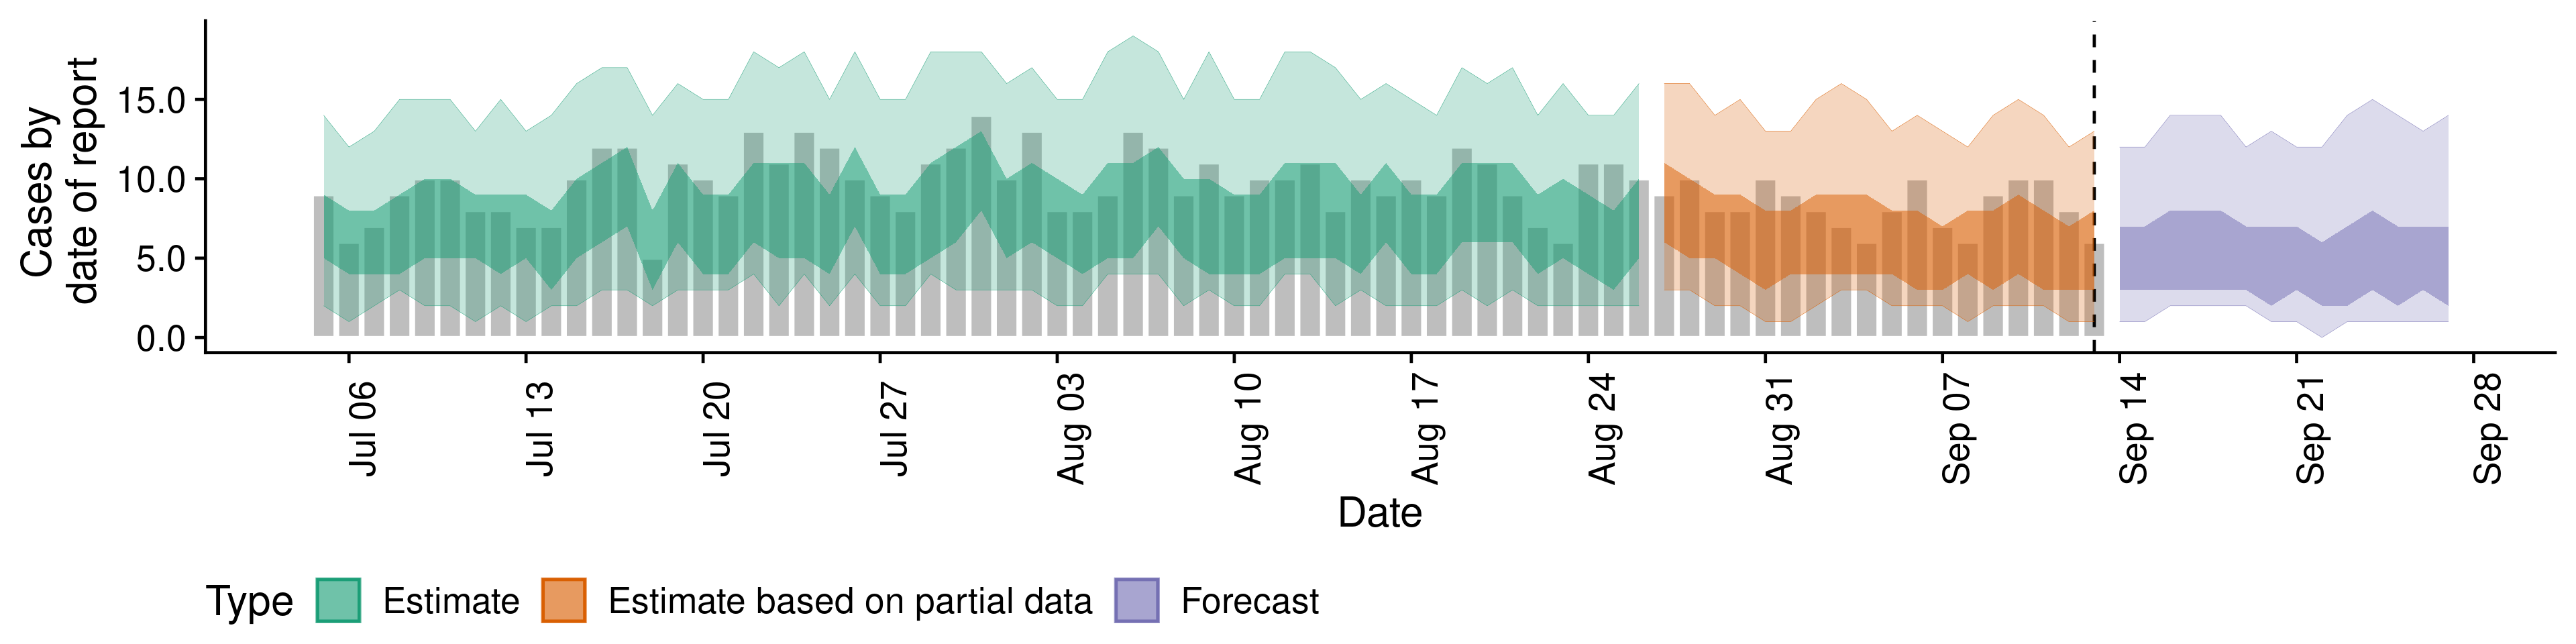 Cases by
date of report
15.0
10.0
5.0
0.0
Jul 06
Jul 13
Jul 20
Jul 27
Aug 03
Aug 10
Aug 17
Aug 24
Aug 31
Sep 07
Sep 14
Sep 21
Sep 28
Date
Type Estimate Estimate based on partial data Forecast